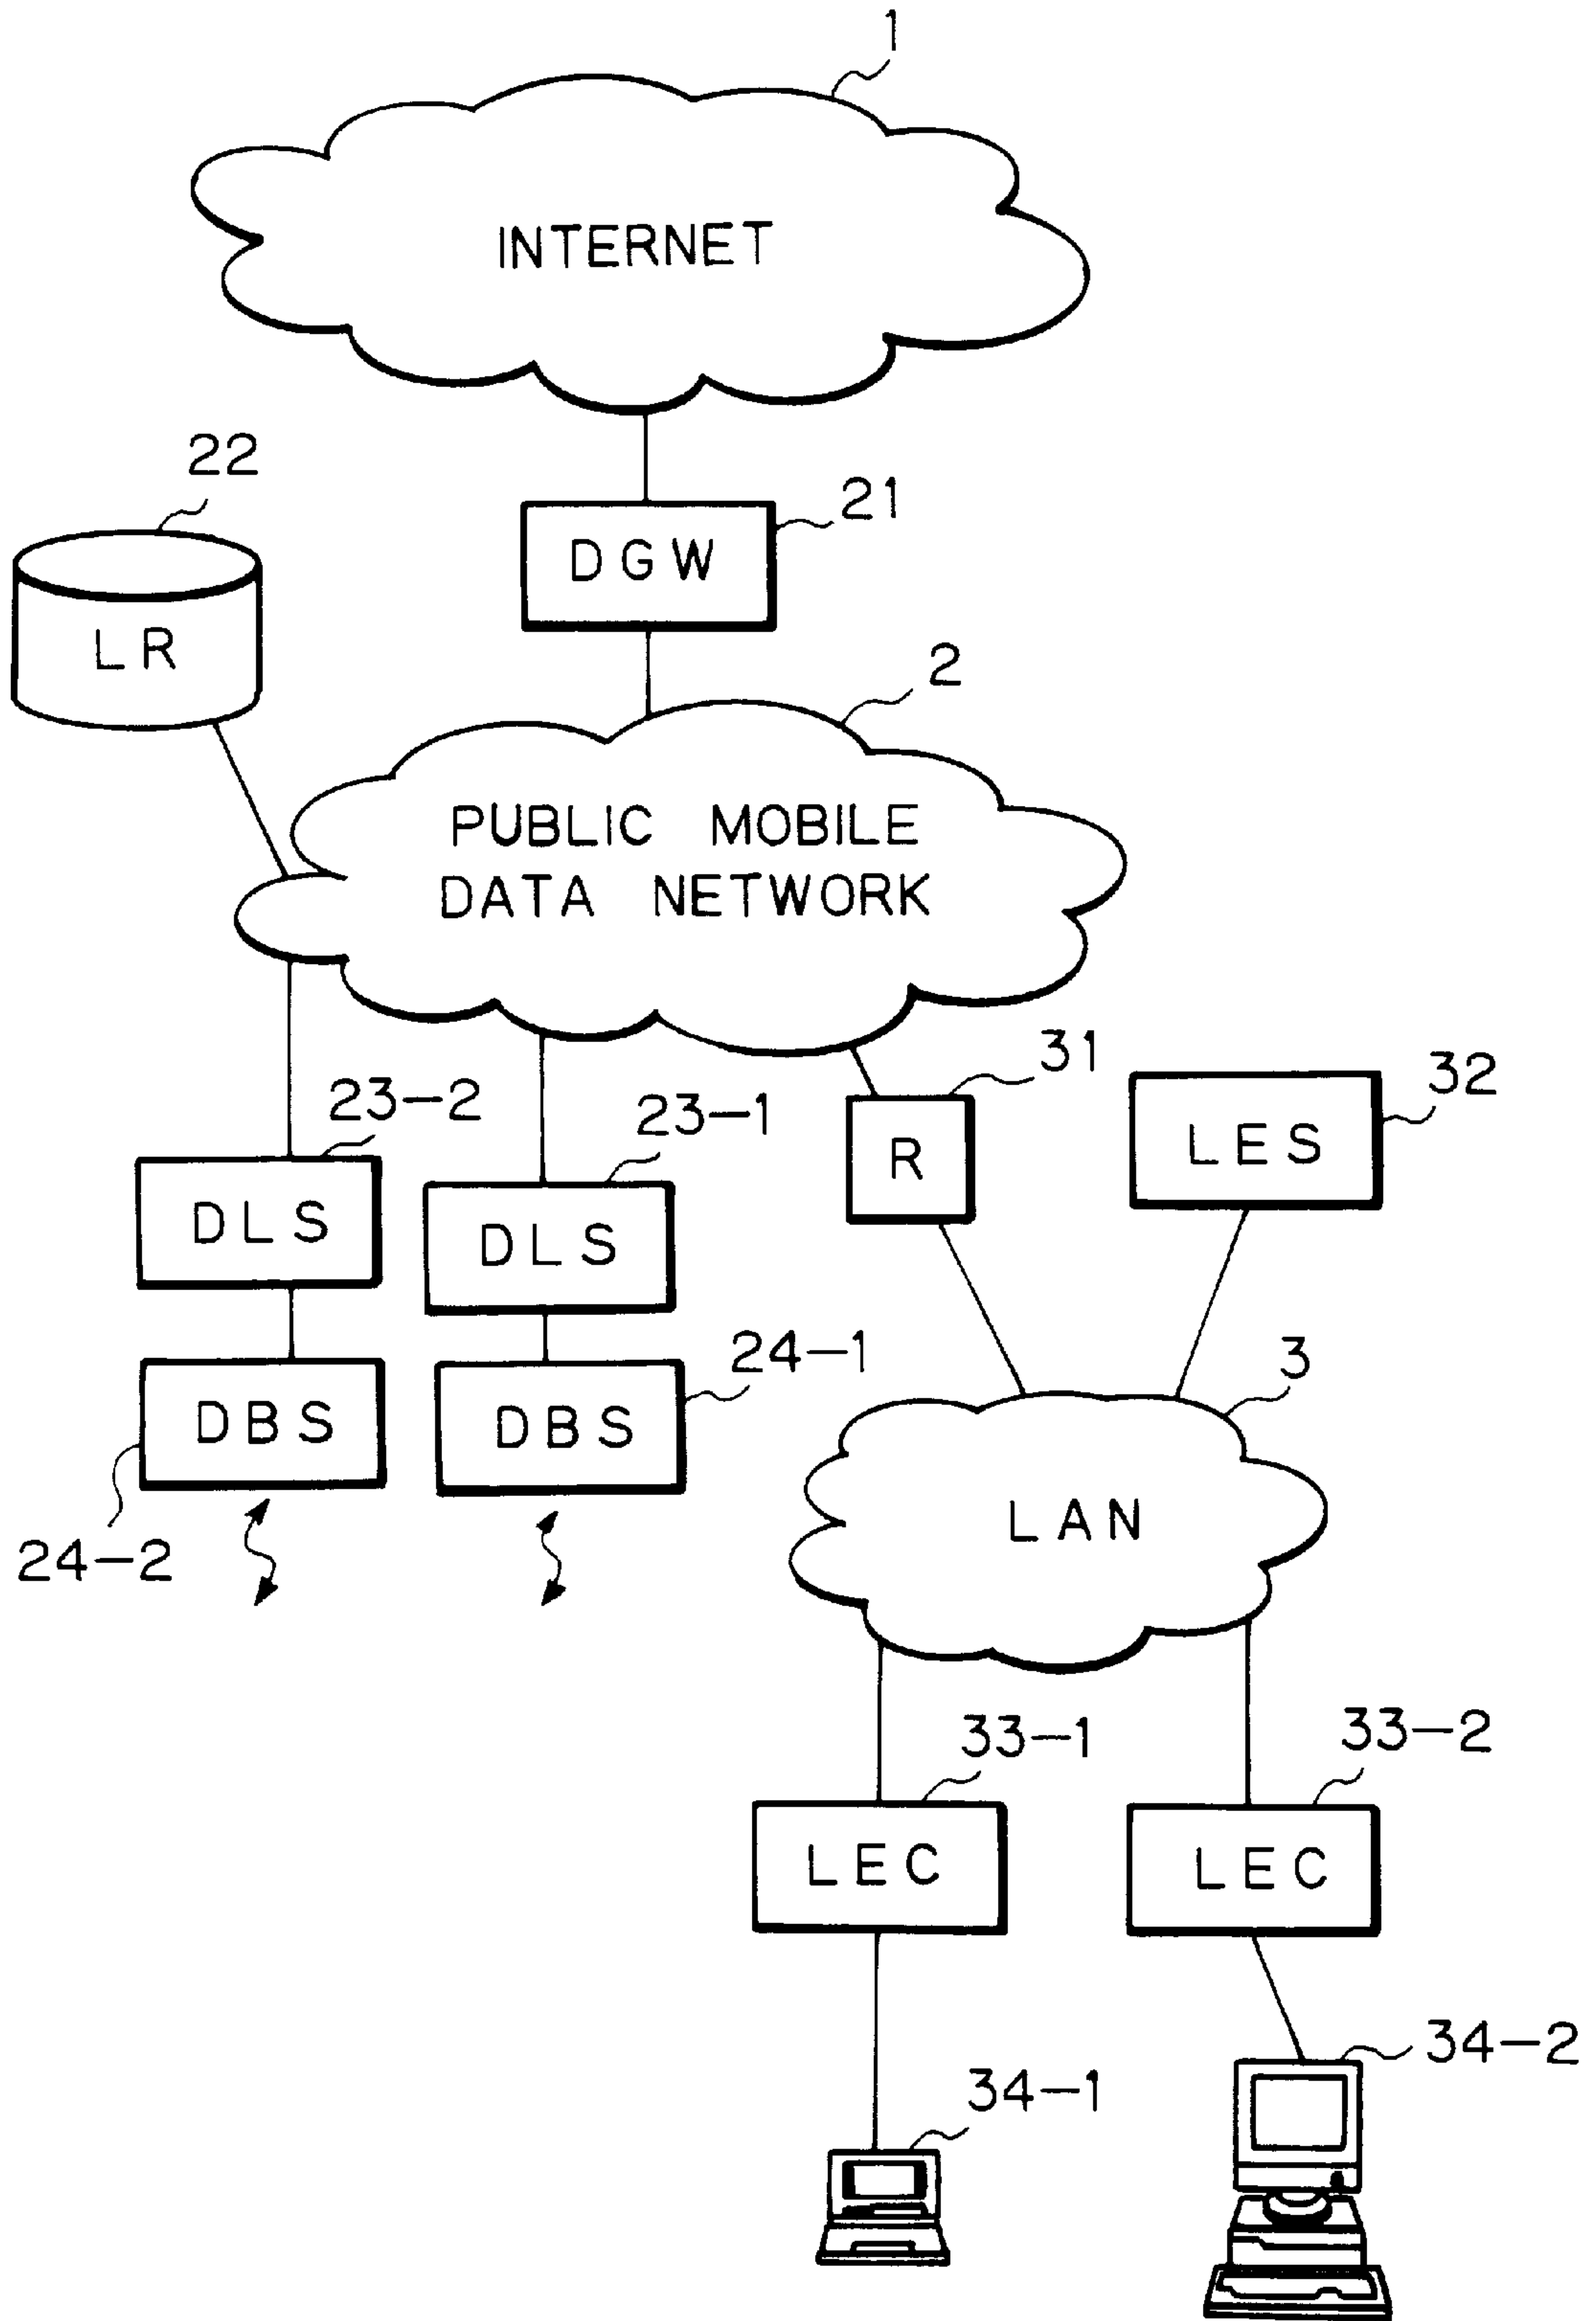 1
INTERNET
22
21
DGW
LR
2
PUBLIC MOBILE
DATA NETWORK
31
32
23-2
23-1
R
LES
DLS
DLS
24-1
3
DBS
DBS
LAN
24-2
33-1
33-2
LEC
LEC
34-2
34-1